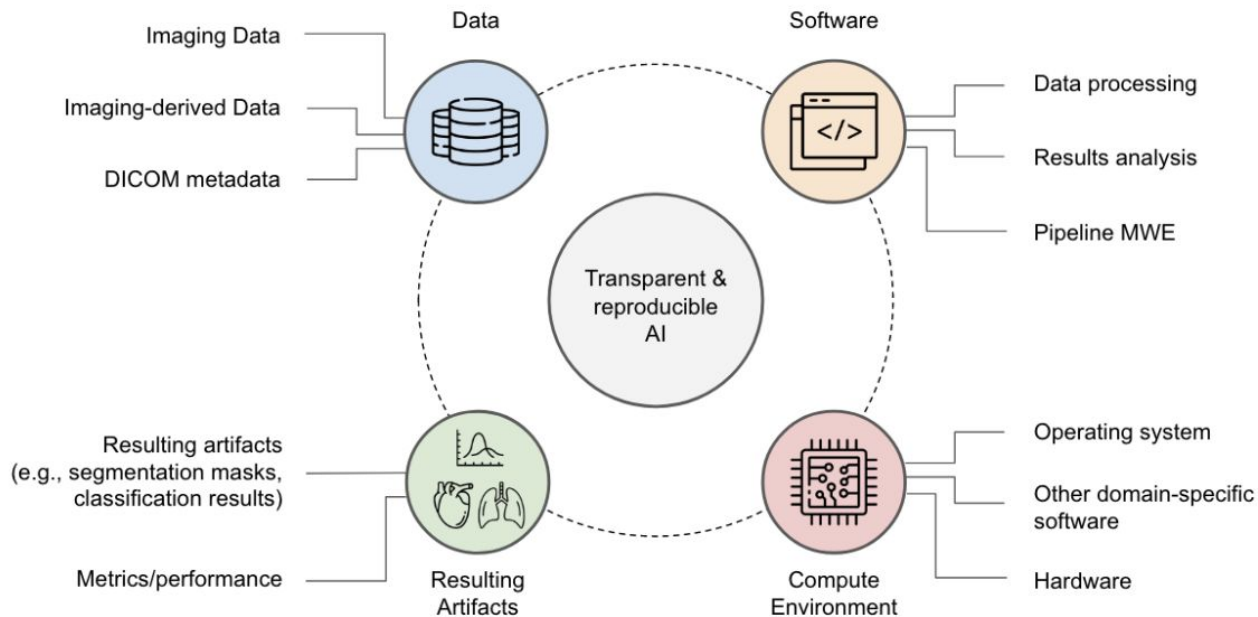 Data
Imaging Data
Imaging-derived Data
DICOM metadata
Software
</>
Data processing
Results analysis
Pipeline MWE
Transparent &
reproducible
AI
Resulting artifacts
(e.g., segmentation masks,
classification results)
Metrics/performance
Resulting
Artifacts
Operating system
Other domain-specific
software
Hardware
Compute
Environment